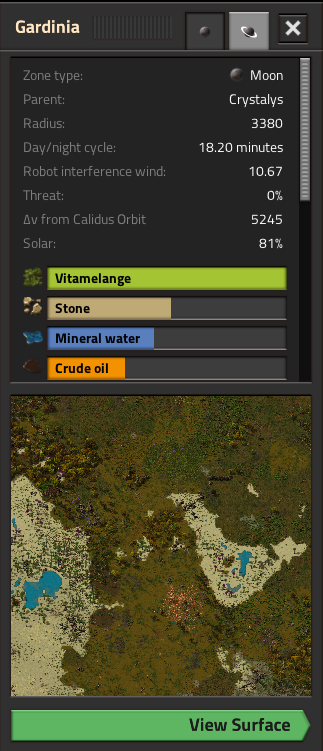 Gardinia
Zone type: Moon
Parent: Crystalys
Radius: 3380
Day/night cycle: 18.20 minutes
Robot interference wind: 10.67
Threat: 0%
Δv from Calidus Orbit 5245
Solar: 81%
Vitamelange
Stone
Mineral water
Crude oil
View Surface